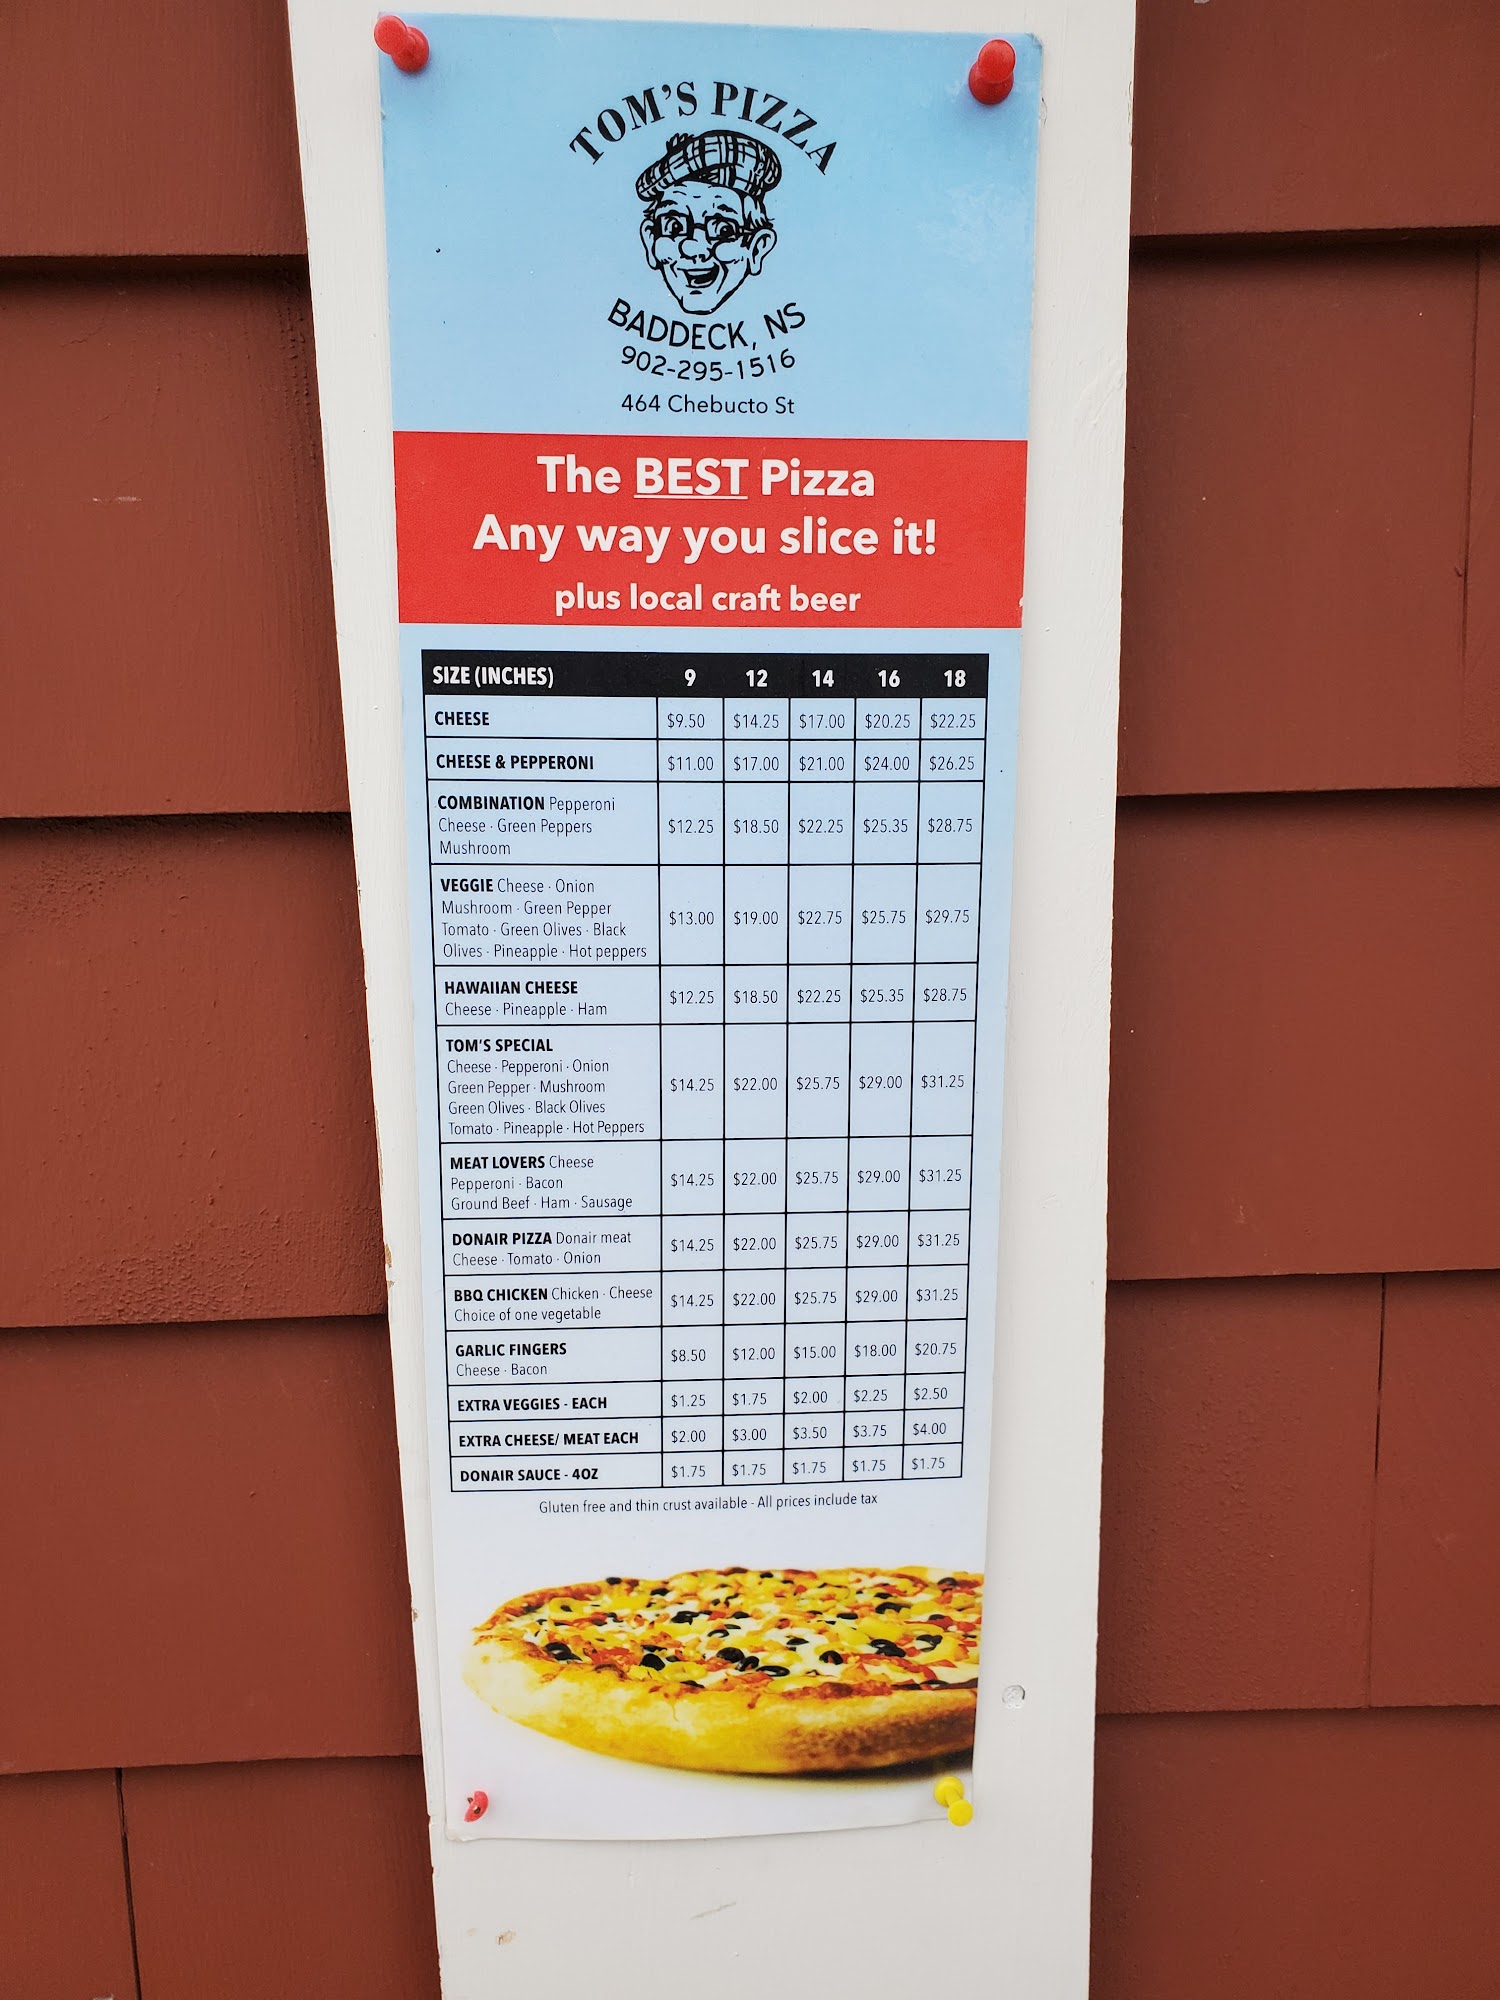 TOM'S PIZZA
BADDECK, NS
902-295-1516
464 Chebucto St
The BEST Pizza
Any way you slice it!
plus local craft beer
SIZE (INCHES) 9 12 14 16 18
CHEESE $9.50 $14.25 $17.00 $20.25 $22.25
CHEESE & PEPPERONI $11.00 $17.00 $21.00 $24.00 $26.25
COMBINATION Pepperoni
Cheese · Green Peppers $12.25 $18.50 $22.25 $25.35 $28.75
Mushroom
VEGGIE Cheese · Onion
Mushroom · Green Pepper $13.00 $19.00 $22.75 $25.75 $29.75
Tomato · Green Olives · Black
Olives · Pineapple · Hot peppers
HAWAIIAN CHEESE $12.25 $18.50 $22.25 $25.35 $28.75
Cheese · Pineapple · Ham
TOM'S SPECIAL
Cheese · Pepperoni · Onion
Green Pepper · Mushroom $14.25 $22.00 $25.75 $29.00 $31.25
Green Olives · Black Olives
Tomato · Pineapple · Hot Peppers
MEAT LOVERS Cheese
Pepperoni · Bacon $14.25 $22.00 $25.75 $29.00 $31.25
Ground Beef · Ham · Sausage
DONAIR PIZZA Donair meat $14.25 $22.00 $25.75 $29.00 $31.25
Cheese · Tomato · Onion
BBQ CHICKEN Chicken · Cheese $14.25 $22.00 $25.75 $29.00 $31.25
Choice of one vegetable
GARLIC FINGERS $8.50 $12.00 $15.00 $18.00 $20.75
Cheese · Bacon
EXTRA VEGGIES - EACH $1.25 $1.75 $2.00 $2.25 $2.50
EXTRA CHEESE/ MEAT EACH $2.00 $3.00 $3.50 $3.75 $4.00
DONAIR SAUCE - 4OZ $1.75 $1.75 $1.75 $1.75 $1.75
Gluten free and thin crust available - All prices include tax